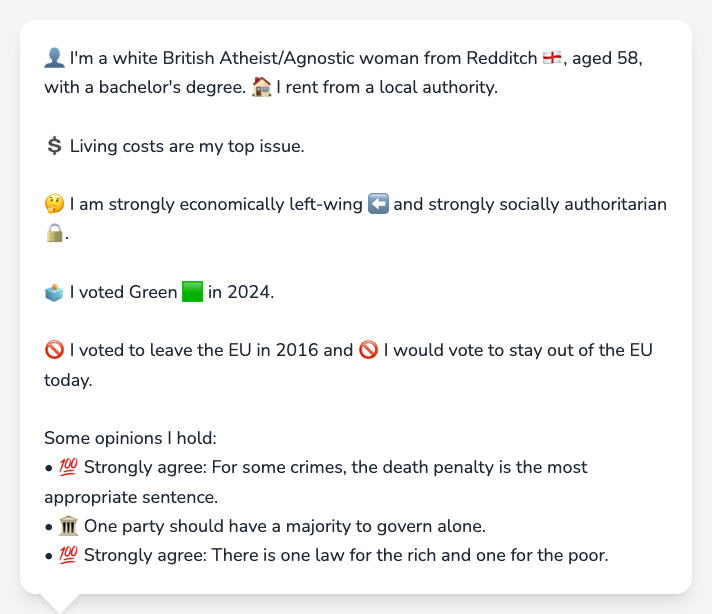 👤 I'm a white British Atheist/Agnostic woman from Redditch 🏴󠁧󠁢󠁥󠁮󠁧󠁿, aged 58,
with a bachelor's degree. 🏠 I rent from a local authority.
💲 Living costs are my top issue.
🤔 I am strongly economically left-wing ⬅️ and strongly socially authoritarian
🔒.
🗳️ I voted Green 🟩 in 2024.
🚫 I voted to leave the EU in 2016 and 🚫 I would vote to stay out of the EU
today.
Some opinions I hold:
• 💯 Strongly agree: For some crimes, the death penalty is the most
appropriate sentence.
• 🏛️ One party should have a majority to govern alone.
• 💯 Strongly agree: There is one law for the rich and one for the poor.